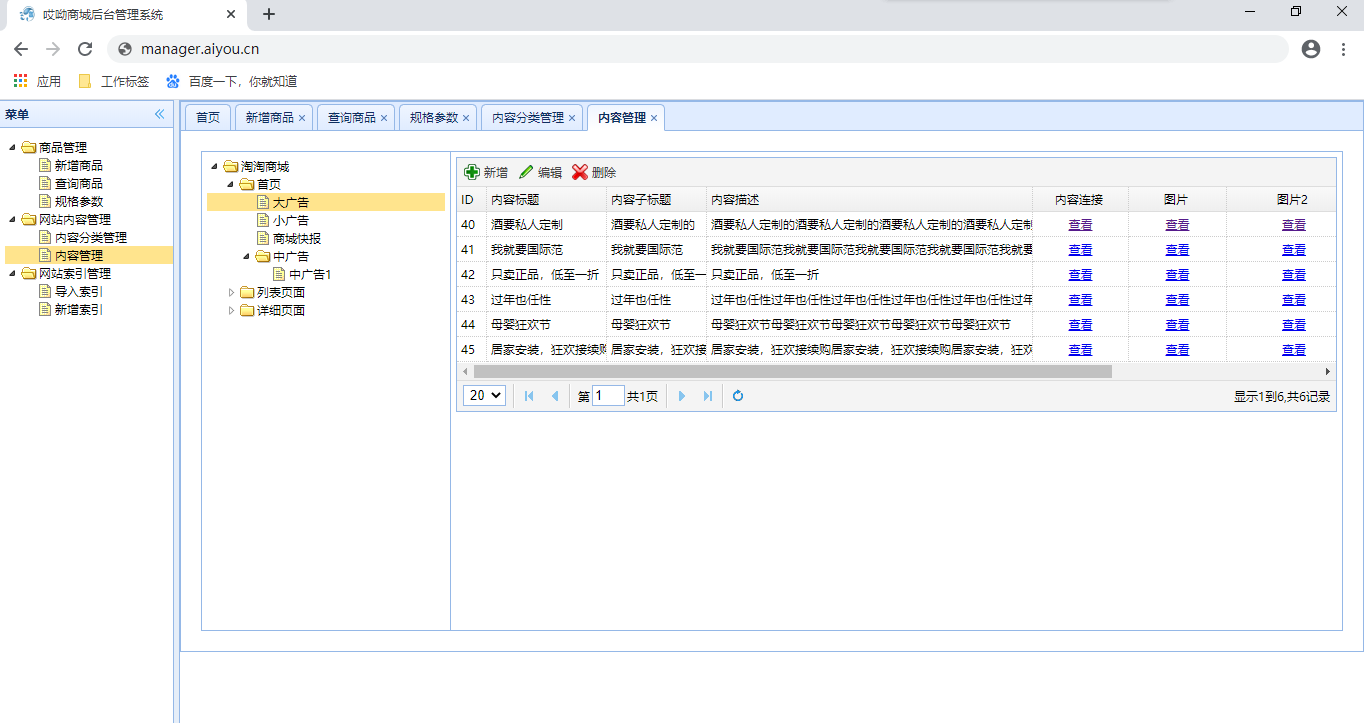 哎呦商城后台管理系统
manager.aiyou.cn
应用 工作标签 百度一下，你就知道
菜单
商品管理
新增商品
查询商品
规格参数
网站内容管理
内容分类管理
内容管理
网站索引管理
导入索引
新增索引
首页 新增商品 查询商品 规格参数 内容分类管理 内容管理
淘淘商城
首页
大广告
小广告
商城快报
中广告
中广告1
列表页面
详细页面
新增 编辑 删除
ID 内容标题 内容子标题 内容描述 内容连接 图片 图片2
40 酒要私人定制 酒要私人定制的 酒要私人定制的酒要私人定制的酒要私人定制的酒要私人定制 查看 查看 查看
41 我就要国际范 我就要国际范 我就要国际范我就要国际范我就要国际范我就要国际范我就要 查看 查看 查看
42 只卖正品，低至一折 只卖正品，低至一 只卖正品，低至一折 查看 查看 查看
43 过年也任性 过年也任性 过年也任性过年也任性过年也任性过年也任性过年也任性过年 查看 查看 查看
44 母婴狂欢节 母婴狂欢节 母婴狂欢节母婴狂欢节母婴狂欢节母婴狂欢节母婴狂欢节 查看 查看 查看
45 居家安装，狂欢接续购 居家安装，狂欢接 居家安装，狂欢接续购居家安装，狂欢接续购居家安装，狂欢 查看 查看 查看
20 第 1 共1页 显示1到6,共6记录